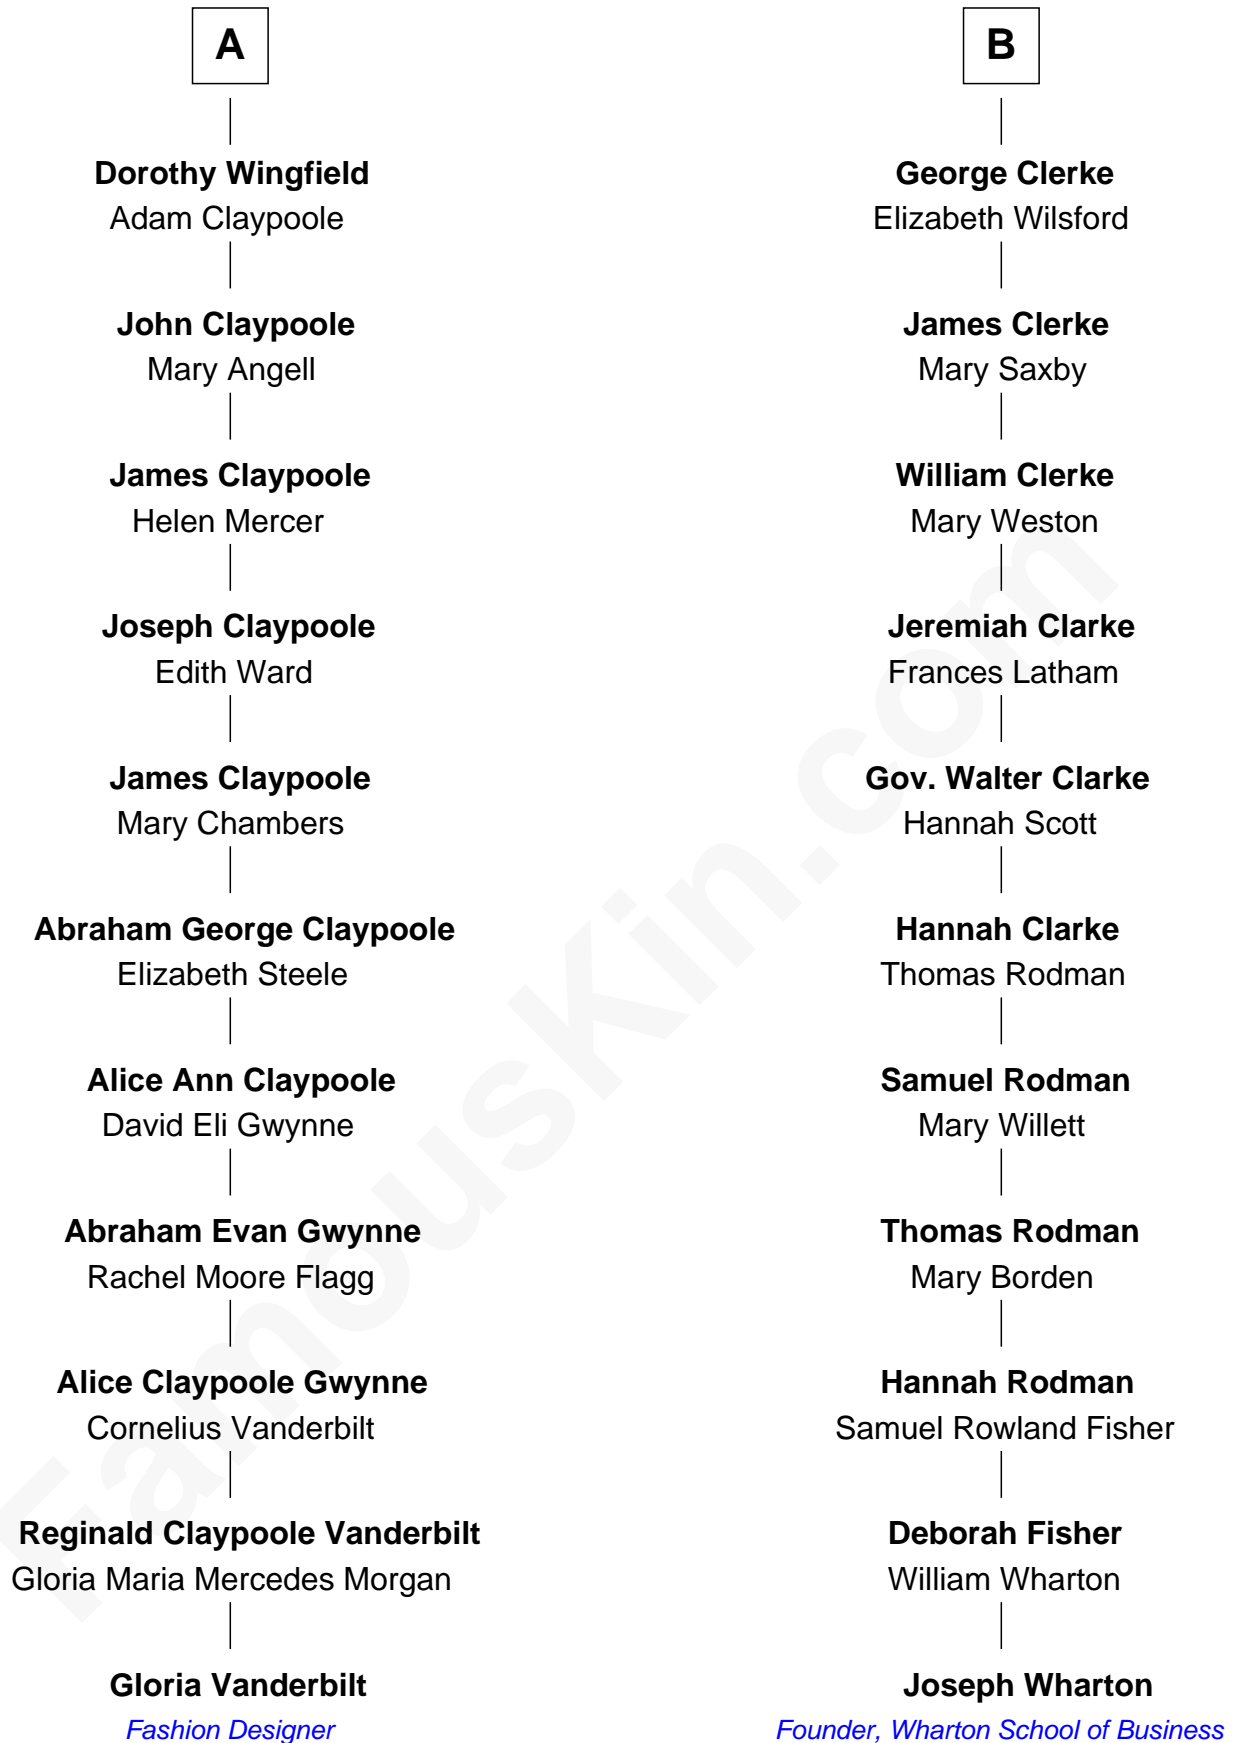 A
Dorothy Wingfield
Adam Claypoole
John Claypoole
Mary Angell
James Claypoole
Helen Mercer
Joseph Claypoole
Edith Ward
James Claypoole
Mary Chambers
Abraham George Claypoole
Elizabeth Steele
Alice Ann Claypoole
David Eli Gwynne
Abraham Evan Gwynne
Rachel Moore Flagg
Alice Claypoole Gwynne
Cornelius Vanderbilt
Reginald Claypoole Vanderbilt
Gloria Maria Mercedes Morgan
Gloria Vanderbilt
Fashion Designer
B
George Clerke
Elizabeth Wilsford
James Clerke
Mary Saxby
William Clerke
Mary Weston
Jeremiah Clarke
Frances Latham
Gov. Walter Clarke
Hannah Scott
Hannah Clarke
Thomas Rodman
Samuel Rodman
Mary Willett
Thomas Rodman
Mary Borden
Hannah Rodman
Samuel Rowland Fisher
Deborah Fisher
William Wharton
Joseph Wharton
Founder, Wharton School of Business
FamousKin.com